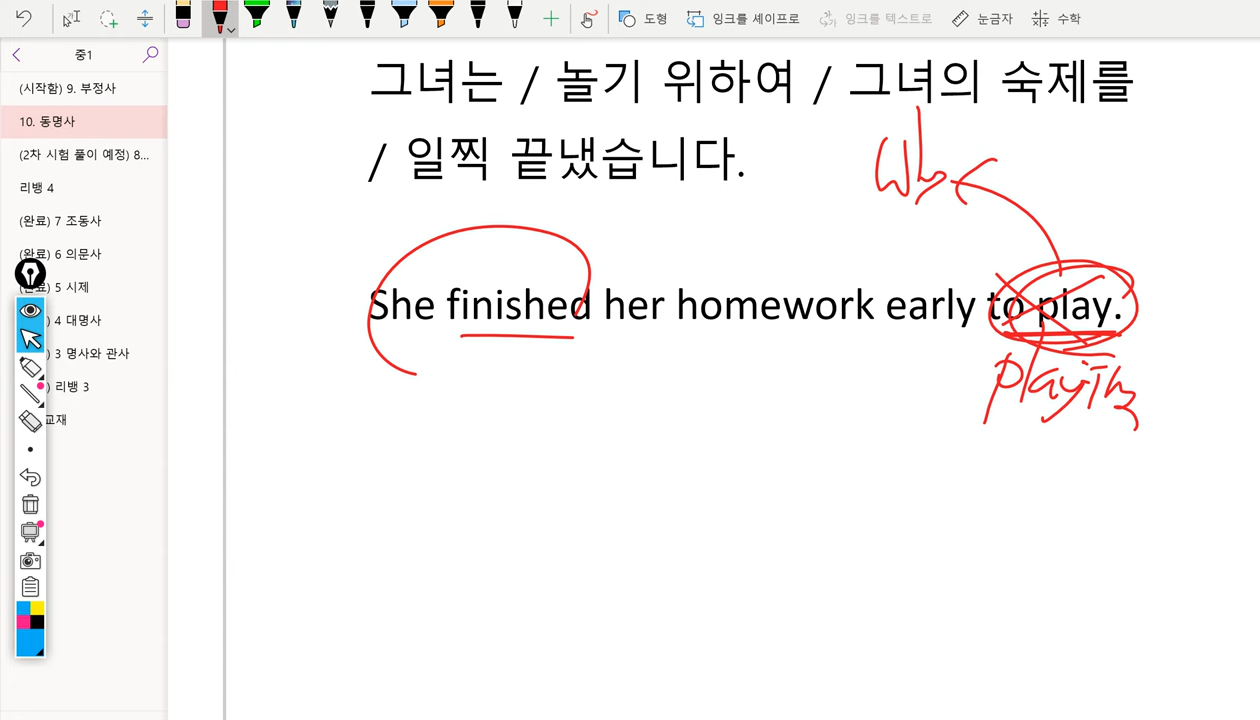 도형
잉크를 셰이프로
잉크를 텍스트로
눈금자
수학
중1
(시작함) 9. 부정사
10. 동명사
(2차 시험 풀이 예정) 8...
리뱅 4
(완료) 7 조동사
(완료) 6 의문사
5 시제
) 4 대명사
) 3 명사와 관사
) 리뱅 3
교재
그녀는 / 놀기 위하여 / 그녀의 숙제를
/ 일찍 끝냈습니다.
Why
She finished her homework early to play.
playing